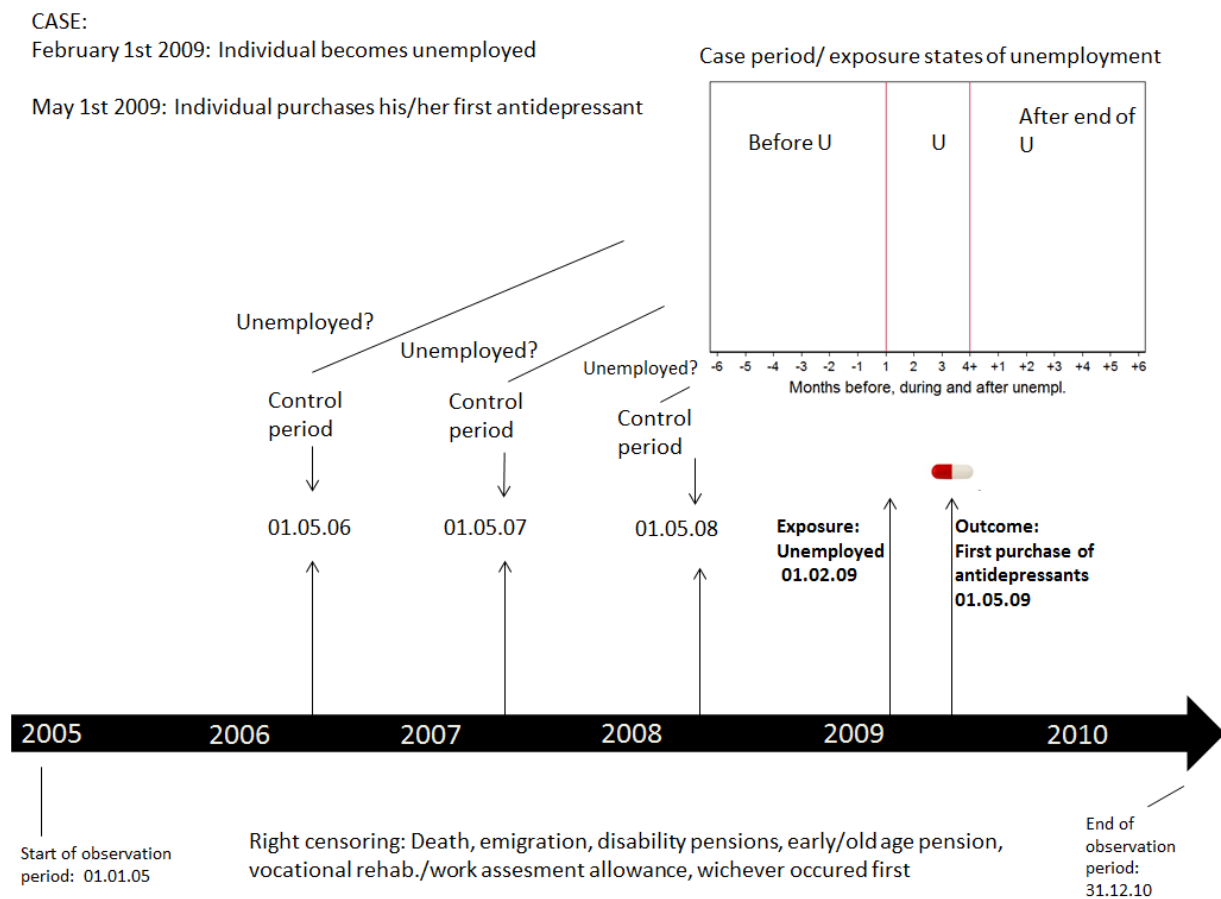 CASE:
February 1st 2009: Individual becomes unemployed
May 1st 2009: Individual purchases his/her first antidepressant
Case period/ exposure states of unemployment
Before U
U
After end of
U
-6 -5 -4 -3 -2 -1 1 2 3 4+ +1 +2 +3 +4 +5 +6
Months before, during and after unempl.
Unemployed?
Unemployed?
Unemployed?
Control
period
Control
period
Control
period
01.05.06
01.05.07
01.05.08
Exposure:
Unemployed
01.02.09
Outcome:
First purchase of
antidepressants
01.05.09
2005 2006 2007 2008 2009 2010
Start of observation
period: 01.01.05
Right censoring: Death, emigration, disability pensions, early/old age pension,
vocational rehab./work assesment allowance, wichever occured first
End of
observation
period:
31.12.10